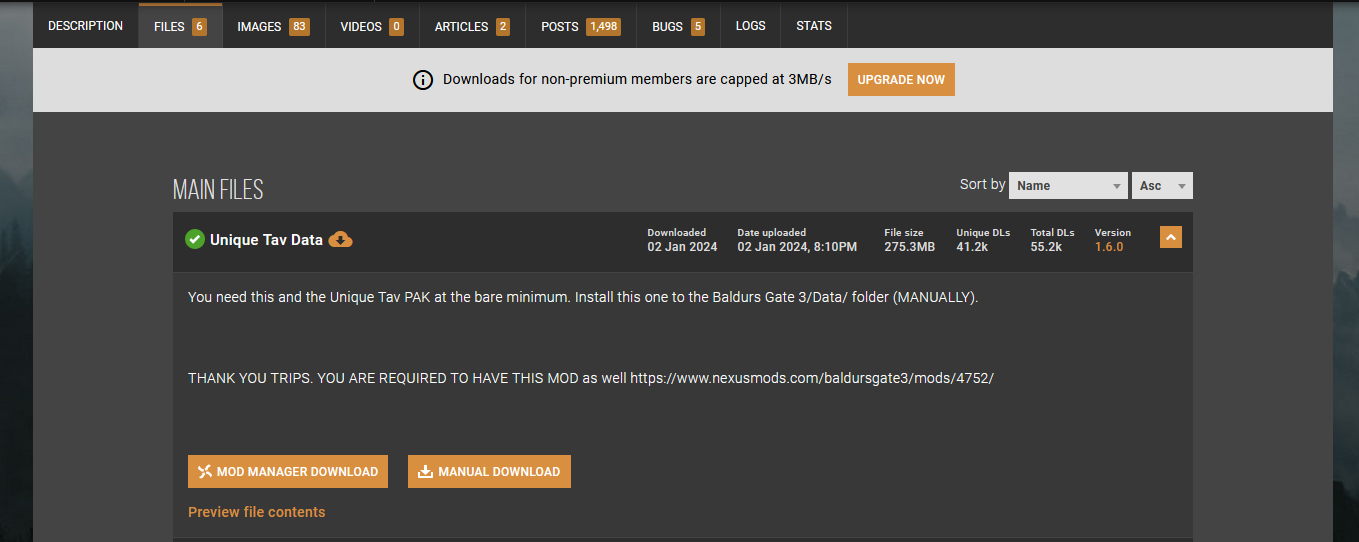 DESCRIPTION FILES 6 IMAGES 83 VIDEOS 0 ARTICLES 2 POSTS 1,498 BUGS 5 LOGS STATS
Downloads for non-premium members are capped at 3MB/s UPGRADE NOW
MAIN FILES Sort by Name Asc
Unique Tav Data
Downloaded Date uploaded File size Unique DLs Total DLs Version
02 Jan 2024 02 Jan 2024, 8:10PM 275.3MB 41.2k 55.2k 1.6.0
You need this and the Unique Tav PAK at the bare minimum. Install this one to the Baldurs Gate 3/Data/ folder (MANUALLY).
THANK YOU TRIPS. YOU ARE REQUIRED TO HAVE THIS MOD as well https://www.nexusmods.com/baldursgate3/mods/4752/
MOD MANAGER DOWNLOAD MANUAL DOWNLOAD
Preview file contents